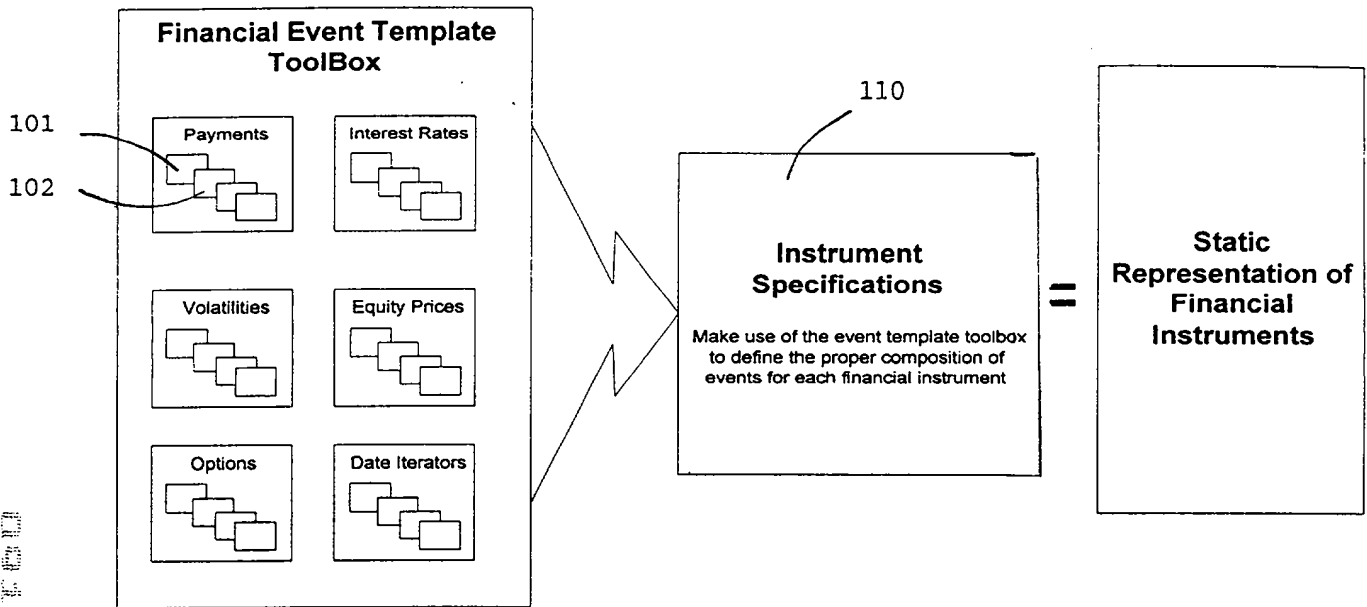 Financial Event Template
ToolBox
110
101
102
Payments
Interest Rates
Volatilities
Equity Prices
Options
Date Iterators
Instrument
Specifications
Make use of the event template toolbox
to define the proper composition of
events for each financial instrument
=
Static
Representation of
Financial
Instruments